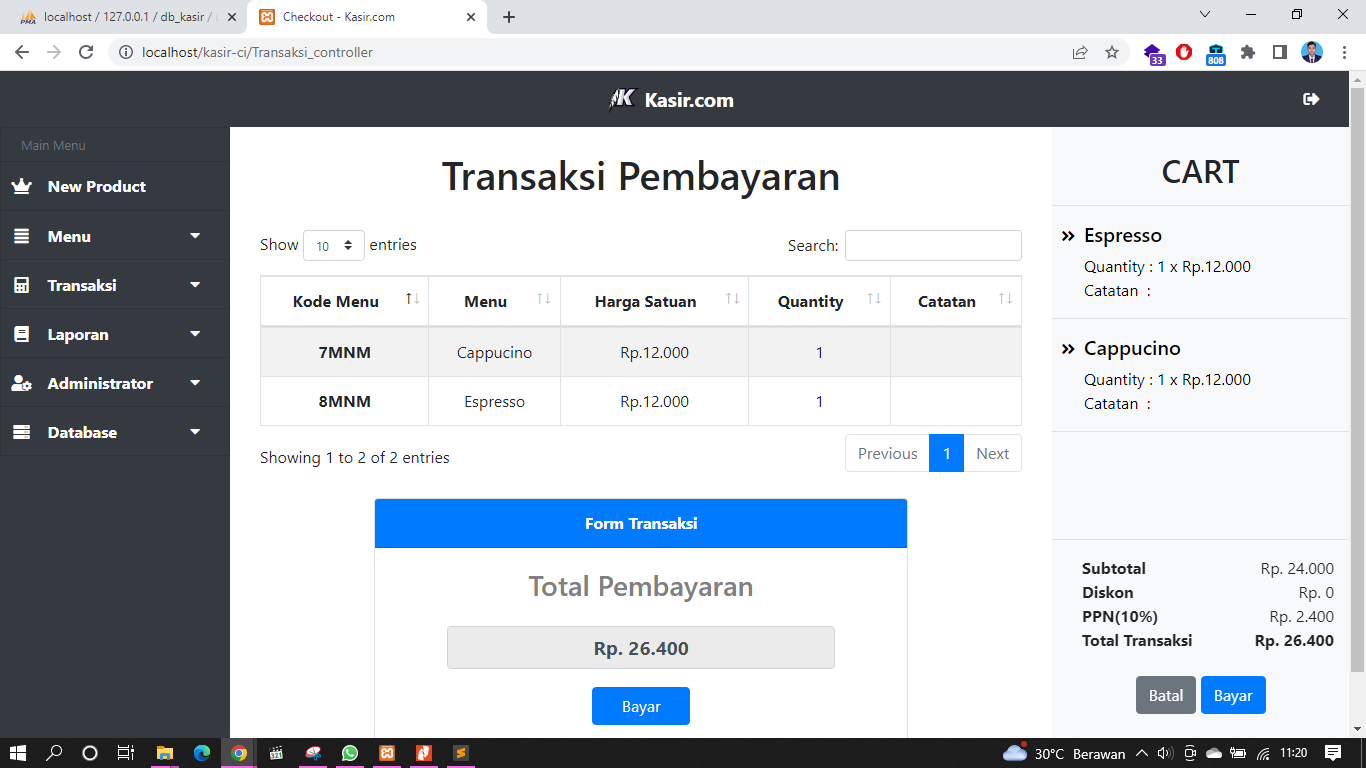 localhost / 127.0.0.1 / db_kasir /
Checkout - Kasir.com
localhost/kasir-ci/Transaksi_controller
33
808
Kasir.com
Main Menu
New Product
Menu
Transaksi
Laporan
Administrator
Database
Transaksi Pembayaran
Show 10 entries
Search:
Kode Menu Menu Harga Satuan Quantity Catatan
7MNM Cappucino Rp.12.000 1
8MNM Espresso Rp.12.000 1
Showing 1 to 2 of 2 entries
Previous 1 Next
Form Transaksi
Total Pembayaran
Rp. 26.400
Bayar
CART
Espresso
Quantity : 1 x Rp.12.000
Catatan :
Cappucino
Quantity : 1 x Rp.12.000
Catatan :
Subtotal Rp. 24.000
Diskon Rp. 0
PPN(10%) Rp. 2.400
Total Transaksi Rp. 26.400
Batal Bayar
30°C Berawan 11:20